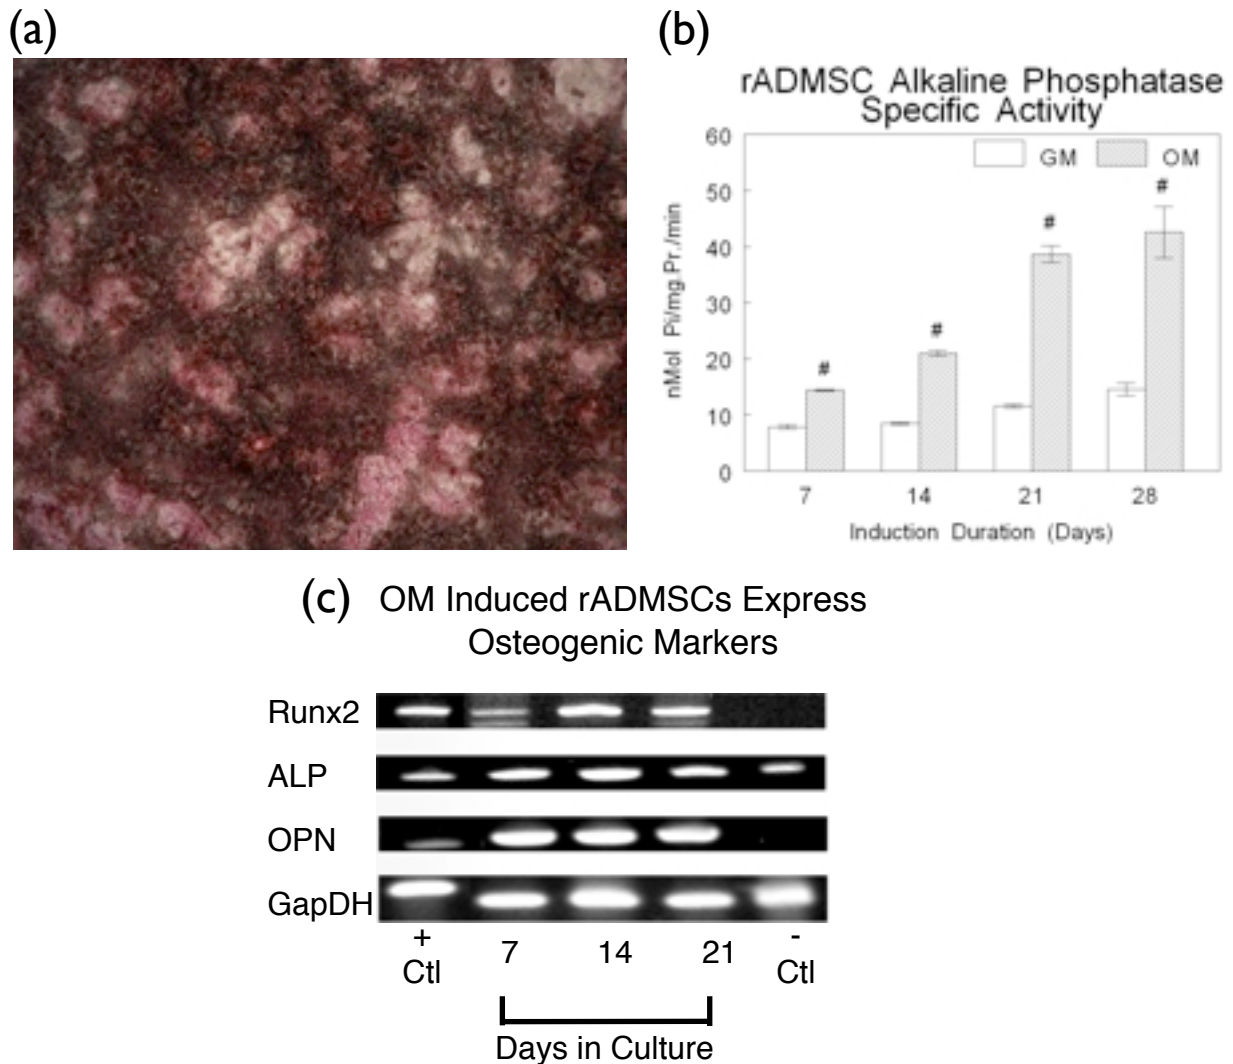 (a)
(b)
rADMSC Alkaline Phosphatase
Specific Activity
60
50
40
30
20
10
0
nMol Pi/mg.Pr./min
GM
OM
#
#
#
#
7
14
21
28
Induction Duration (Days)
(c) OM Induced rADMSCs Express
Osteogenic Markers
Runx2
ALP
OPN
GapDH
+
Ctl
7
14
21
-
Ctl
Days in Culture